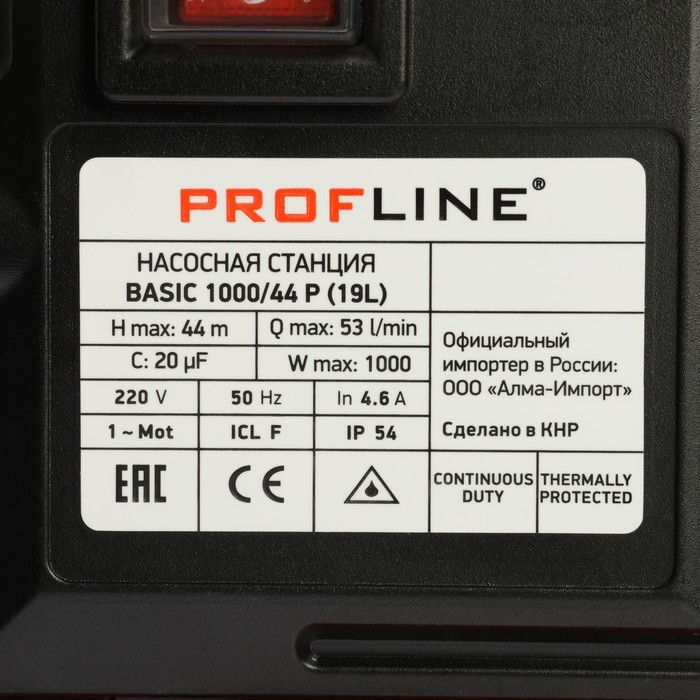 PROFLINE®
НАСОСНАЯ СТАНЦИЯ
BASIC 1000/44 P (19L)
H max: 44 m
Q max: 53 l/min
C: 20 µF
W max: 1000
220 V
50 Hz
In 4.6 A
1 ~ Mot
ICL F
IP 54
Официальный
импортер в России:
ООО «Алма-Импорт»
Сделано в КНР
EAC
CE
CONTINUOUS
DUTY
THERMALLY
PROTECTED